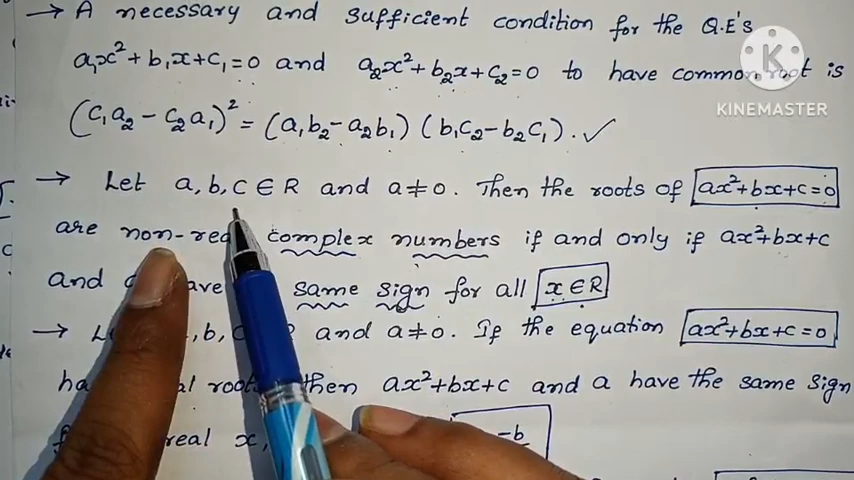 → A necessary and sufficient condition for the Q.E's
a₁x²+b₁x+c₁=0 and a₂x²+b₂x+c₂=0 to have common root is
(c₁a₂-c₂a₁)²=(a₁b₂-a₂b₁)(b₁c₂-b₂c₁). ✓
→ Let a,b,c∈R and a≠0. Then the roots of ax²+bx+c=0
are non-real complex numbers if and only if ax²+bx+c
and have same sign for all x∈R
→ b, R and a≠0. If the equation ax²+bx+c=0
roots then ax²+bx+c and a have the same sign
real x, -b
KINEMASTER